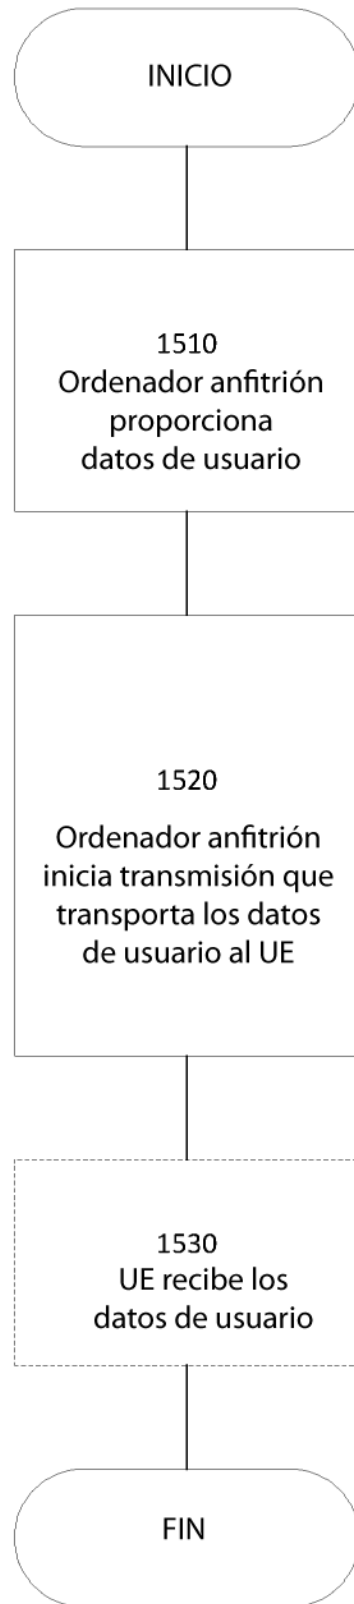 INICIO
1510
Ordenador anfitrión
proporciona
datos de usuario
1520
Ordenador anfitrión
inicia transmisión que
transporta los datos
de usuario al UE
1530
UE recibe los
datos de usuario
FIN